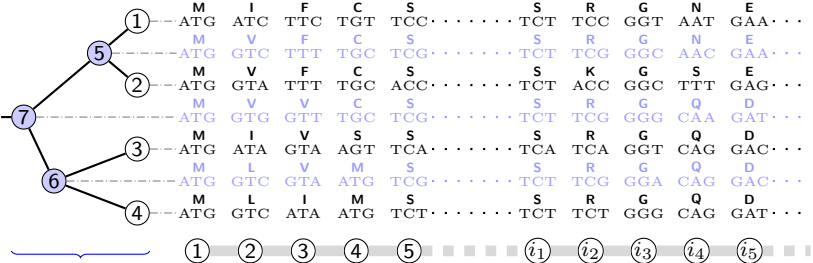 M I F C S S R G N E
1 ATG ATC TTC TGT TCC · · · · · · · TCT TCC GGT AAT GAA · · ·
M V F C S S R G N E
5 ATG GTC TTT TGC TCG · · · · · · · TCT TCG GGC AAC GAG · · ·
M V F C S S K G S E
2 ATG GTA TTT TGC ACC · · · · · · · TCT ACC GGC TTT GAG · · ·
M V V C S S R G Q D
7 ATG GTG GTT TGC TCG · · · · · · · TCT TCG GGG CAA GAT · · ·
M I V S S S R G Q D
3 ATG ATA GTA AGT TCA · · · · · · · TCA TCA GGT CAG GAC · · ·
M L V M S S R G Q D
6 ATG GTC GTA ATG TCG · · · · · · · TCT TCG GGA CAG GAC · · ·
M L I M S S R G Q D
4 ATG GTC ATA ATG TCT · · · · · · · TCT TCT GGG CAG GAT · · ·
1 2 3 4 5 i₁ i₂ i₃ i₄ i₅